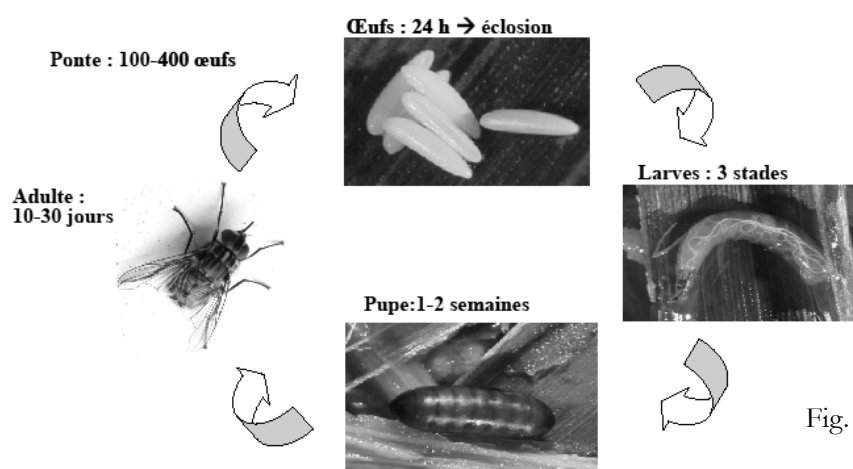 Œufs : 24 h → éclosion
Ponte : 100-400 œufs
Larves : 3 stades
Adulte :
10-30 jours
Pupe:1-2 semaines
Fig.